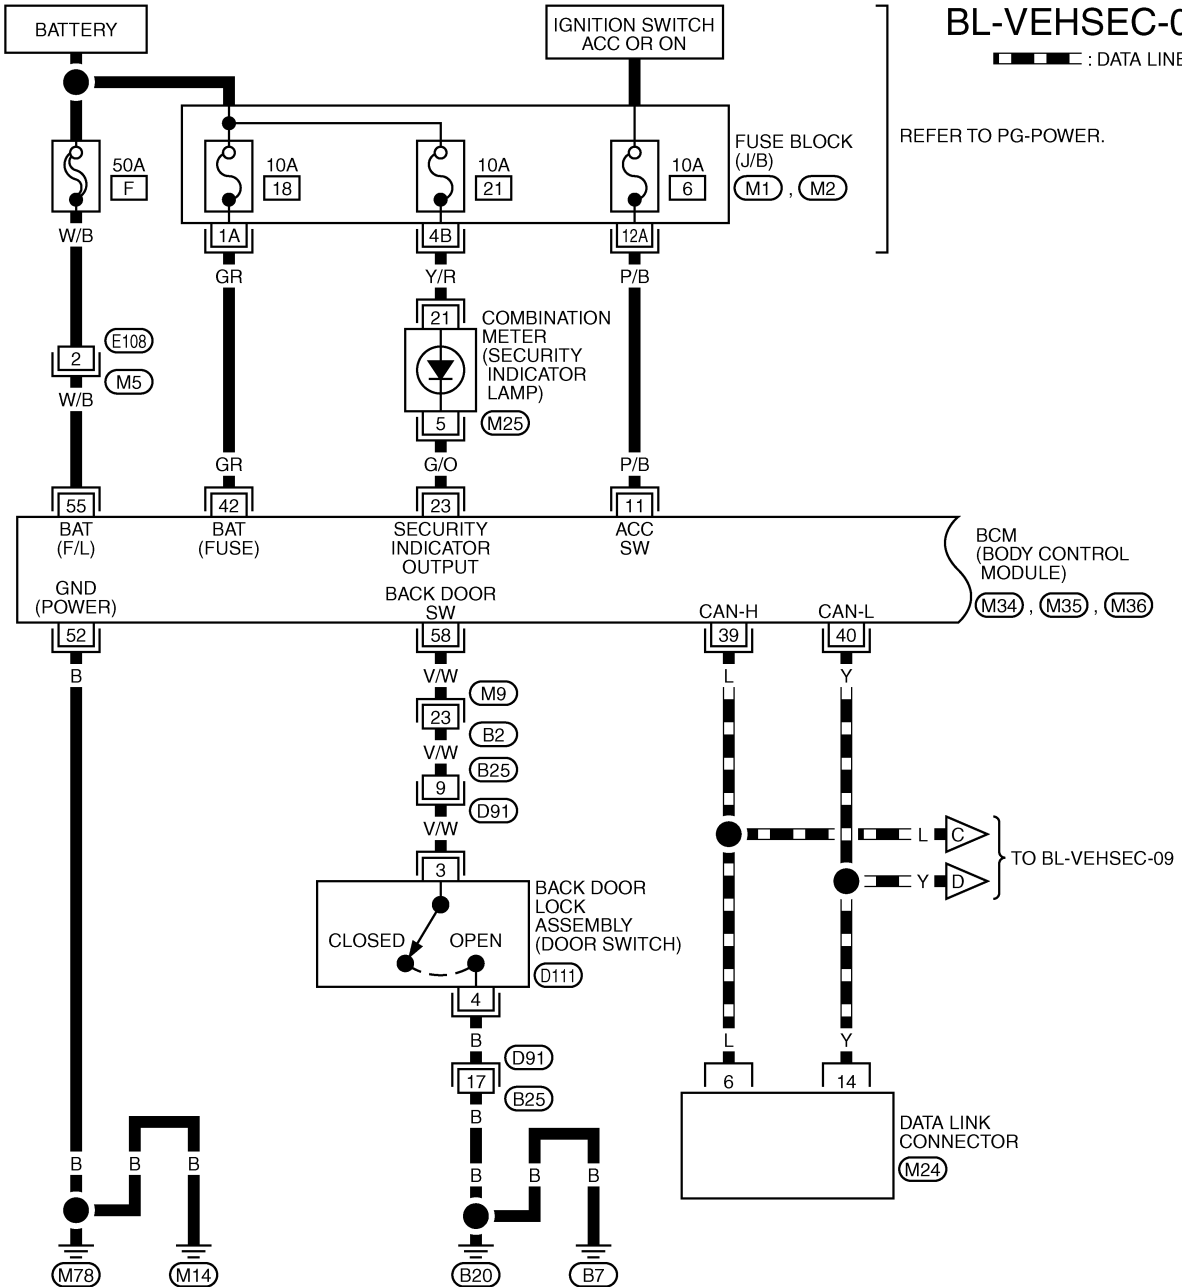 BATTERY
IGNITION SWITCH
ACC OR ON
BL-VEHSEC-0
: DATA LINE
REFER TO PG-POWER.
50A
F
10A
18
10A
21
10A
6
FUSE BLOCK
(J/B)
M1 , M2
W/B
1A
4B
12A
GR
Y/R
P/B
2
E108
M5
W/B
21
COMBINATION
METER
(SECURITY
INDICATOR
LAMP)
5
M25
GR
G/O
P/B
55
42
23
11
BAT
(F/L)
BAT
(FUSE)
SECURITY
INDICATOR
OUTPUT
ACC
SW
BCM
(BODY CONTROL
MODULE)
M34 , M35 , M36
GND
(POWER)
BACK DOOR
SW
CAN-H
CAN-L
52
58
39
40
B
V/W
L
Y
M9
23
B2
V/W
B25
9
D91
V/W
L
C
Y
D
TO BL-VEHSEC-09
3
BACK DOOR
LOCK
ASSEMBLY
(DOOR SWITCH)
D111
CLOSED
OPEN
4
B
D91
17
B25
B
L
Y
6
14
DATA LINK
CONNECTOR
M24
B
B
B
B
B
B
M78
M14
B20
B7